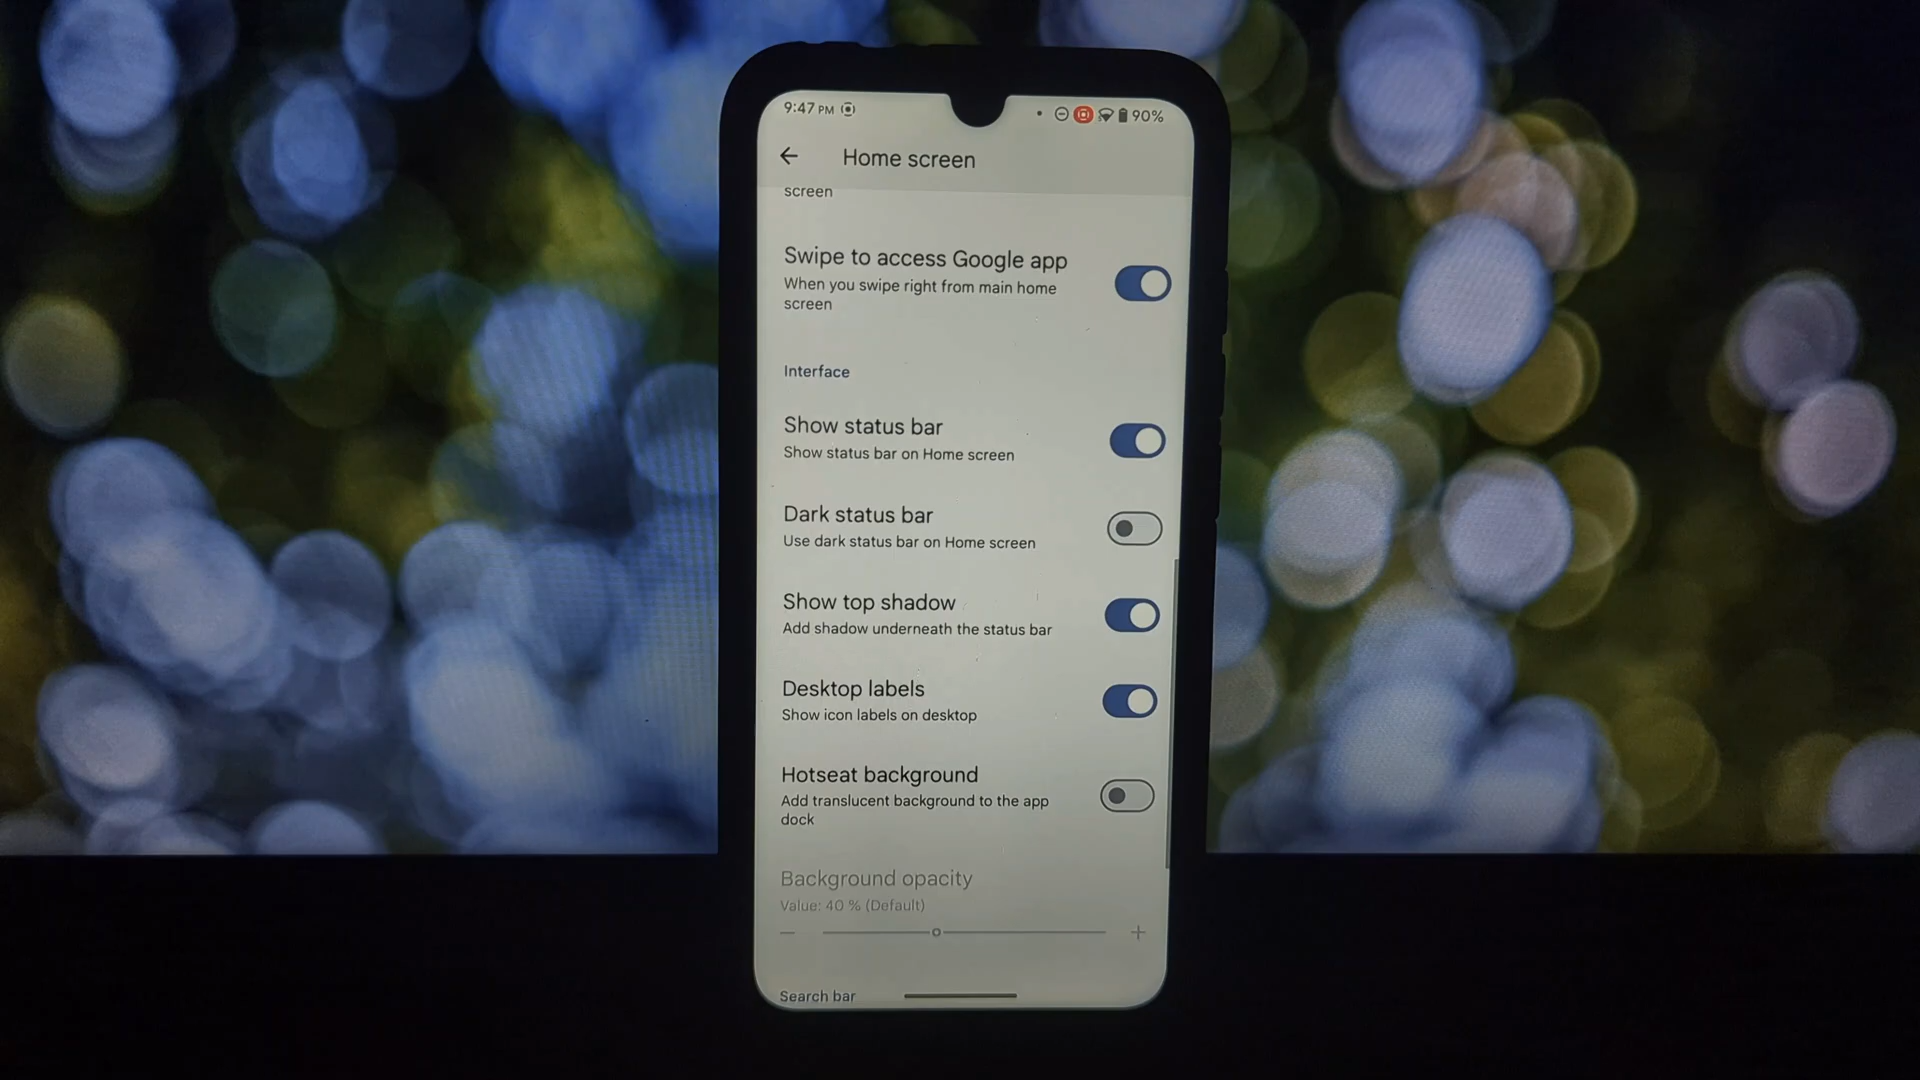 9:47 PM
90%
Home screen
screen
Swipe to access Google app
When you swipe right from main home
screen
Interface
Show status bar
Show status bar on Home screen
Dark status bar
Use dark status bar on Home screen
Show top shadow
Add shadow underneath the status bar
Desktop labels
Show icon labels on desktop
Hotseat background
Add translucent background to the app
dock
Background opacity
Value: 40 % (Default)
Search bar